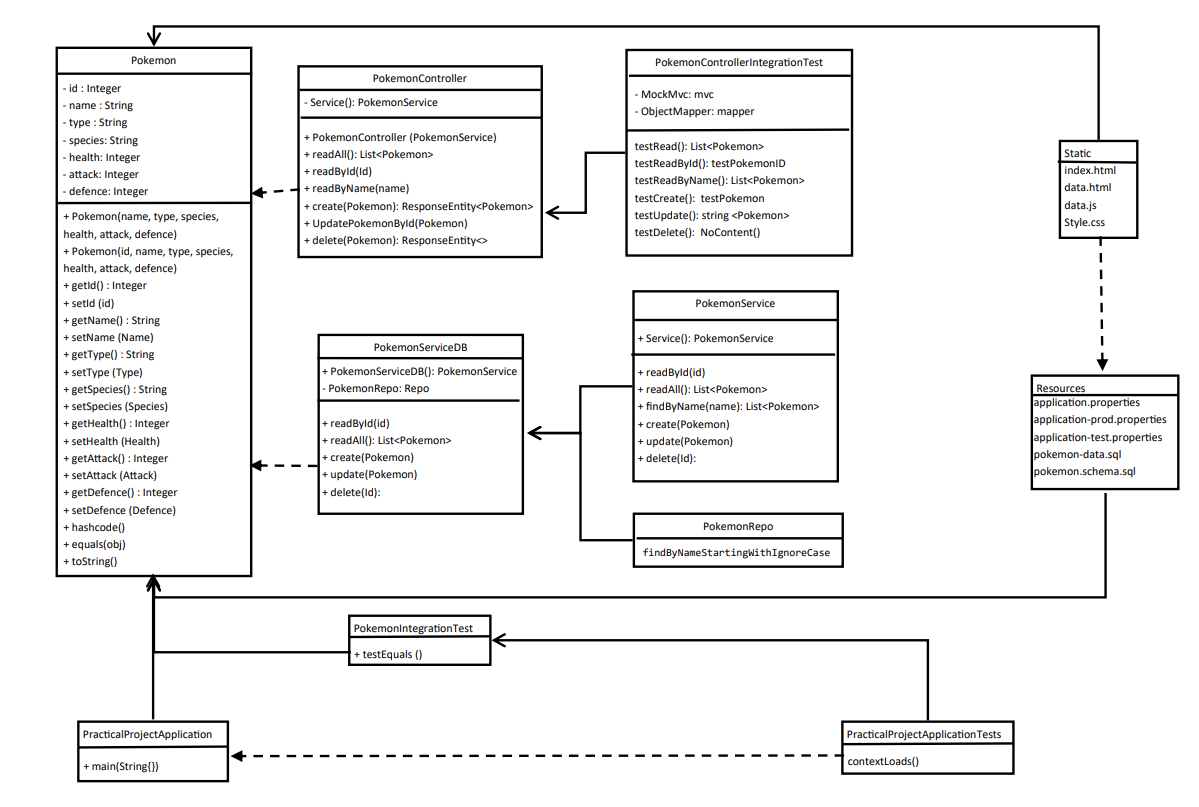 Pokemon
- id : Integer
- name : String
- type : String
- species: String
- health: Integer
- attack: Integer
- defence: Integer
+ Pokemon(name, type, species,
health, attack, defence)
+ Pokemon(id, name, type, species,
health, attack, defence)
+ getId() : Integer
+ setId (id)
+ getName() : String
+ setName (Name)
+ getType() : String
+ setType (Type)
+ getSpecies() : String
+ setSpecies (Species)
+ getHealth() : Integer
+ setHealth (Health)
+ getAttack() : Integer
+ setAttack (Attack)
+ getDefence() : Integer
+ setDefence (Defence)
+ hashcode()
+ equals(obj)
+ toString()
PokemonController
- Service(): PokemonService
+ PokemonController (PokemonService)
+ readAll(): List<Pokemon>
+ readById(Id)
+ readByName(name)
+ create(Pokemon): ResponseEntity<Pokemon>
+ UpdatePokemonById(Pokemon)
+ delete(Pokemon): ResponseEntity<>
PokemonControllerIntegrationTest
- MockMvc: mvc
- ObjectMapper: mapper
testRead(): List<Pokemon>
testReadById(): testPokemonID
testReadByName(): List<Pokemon>
testCreate(): testPokemon
testUpdate(): string <Pokemon>
testDelete(): NoContent()
Static
index.html
data.html
data.js
Style.css
PokemonServiceDB
+ PokemonServiceDB(): PokemonService
- PokemonRepo: Repo
+ readById(id)
+ readAll(): List<Pokemon>
+ create(Pokemon)
+ update(Pokemon)
+ delete(Id):
PokemonService
+ Service(): PokemonService
+ readById(id)
+ readAll(): List<Pokemon>
+ findByName(name): List<Pokemon>
+ create(Pokemon)
+ update(Pokemon)
+ delete(Id):
PokemonRepo
findByNameStartingWithIgnoreCase
Resources
application.properties
application-prod.properties
application-test.properties
pokemon-data.sql
pokemon.schema.sql
PokemonIntegrationTest
+ testEquals ()
PracticalProjectApplication
+ main(String{})
PracticalProjectApplicationTests
contextLoads()